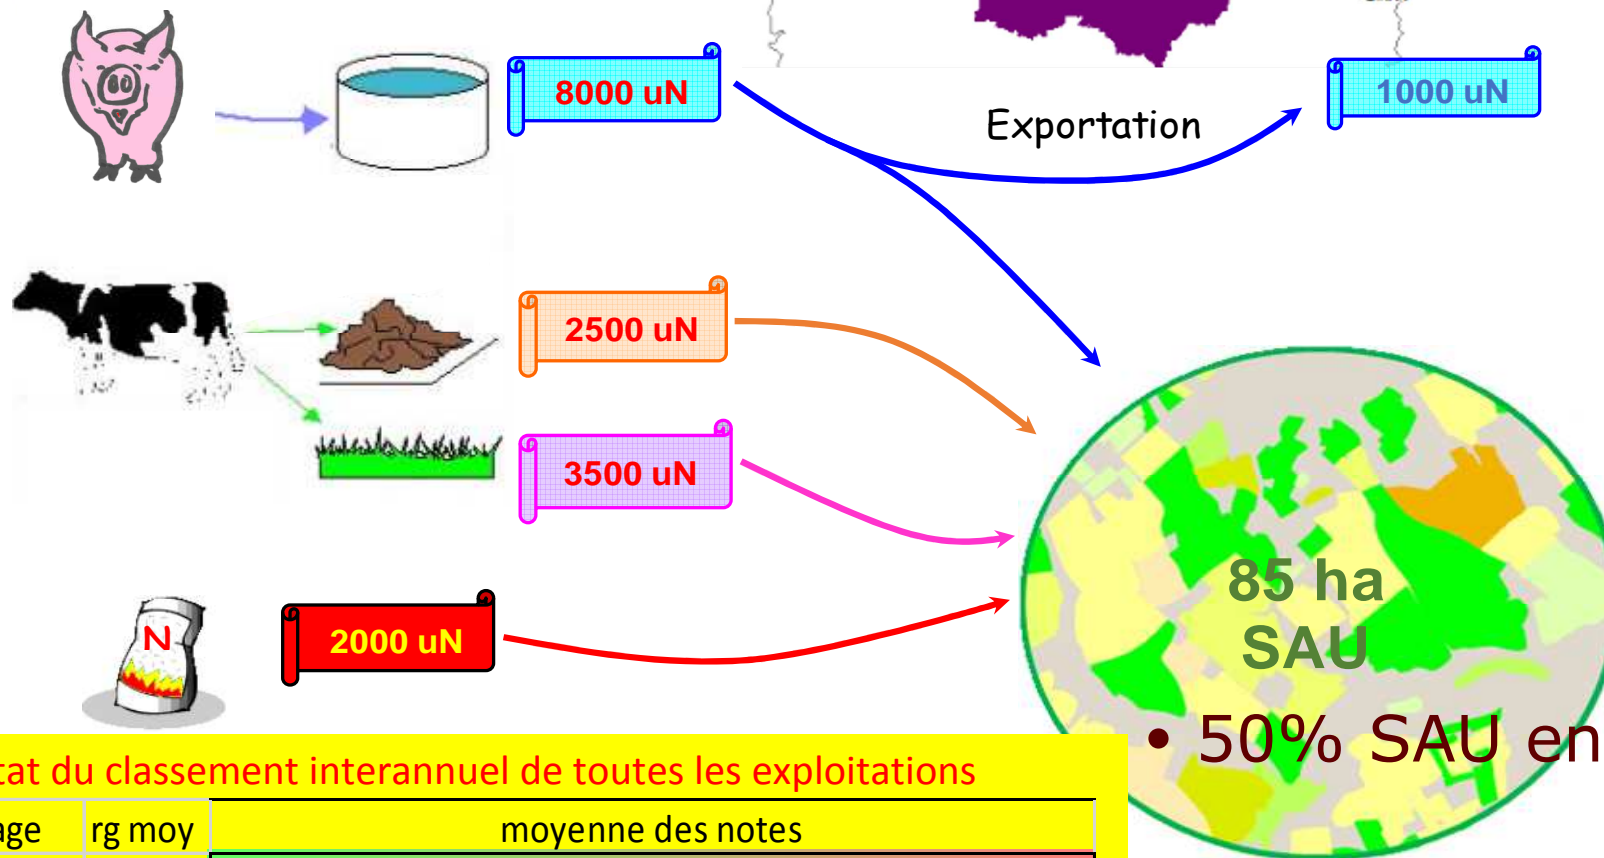 8000 uN
Exportation
1000 uN
2500 uN
3500 uN
N
2000 uN
85 ha
SAU
• 50% SAU en
tat du classement interannuel de toutes les exploitations
age rg moy moyenne des notes